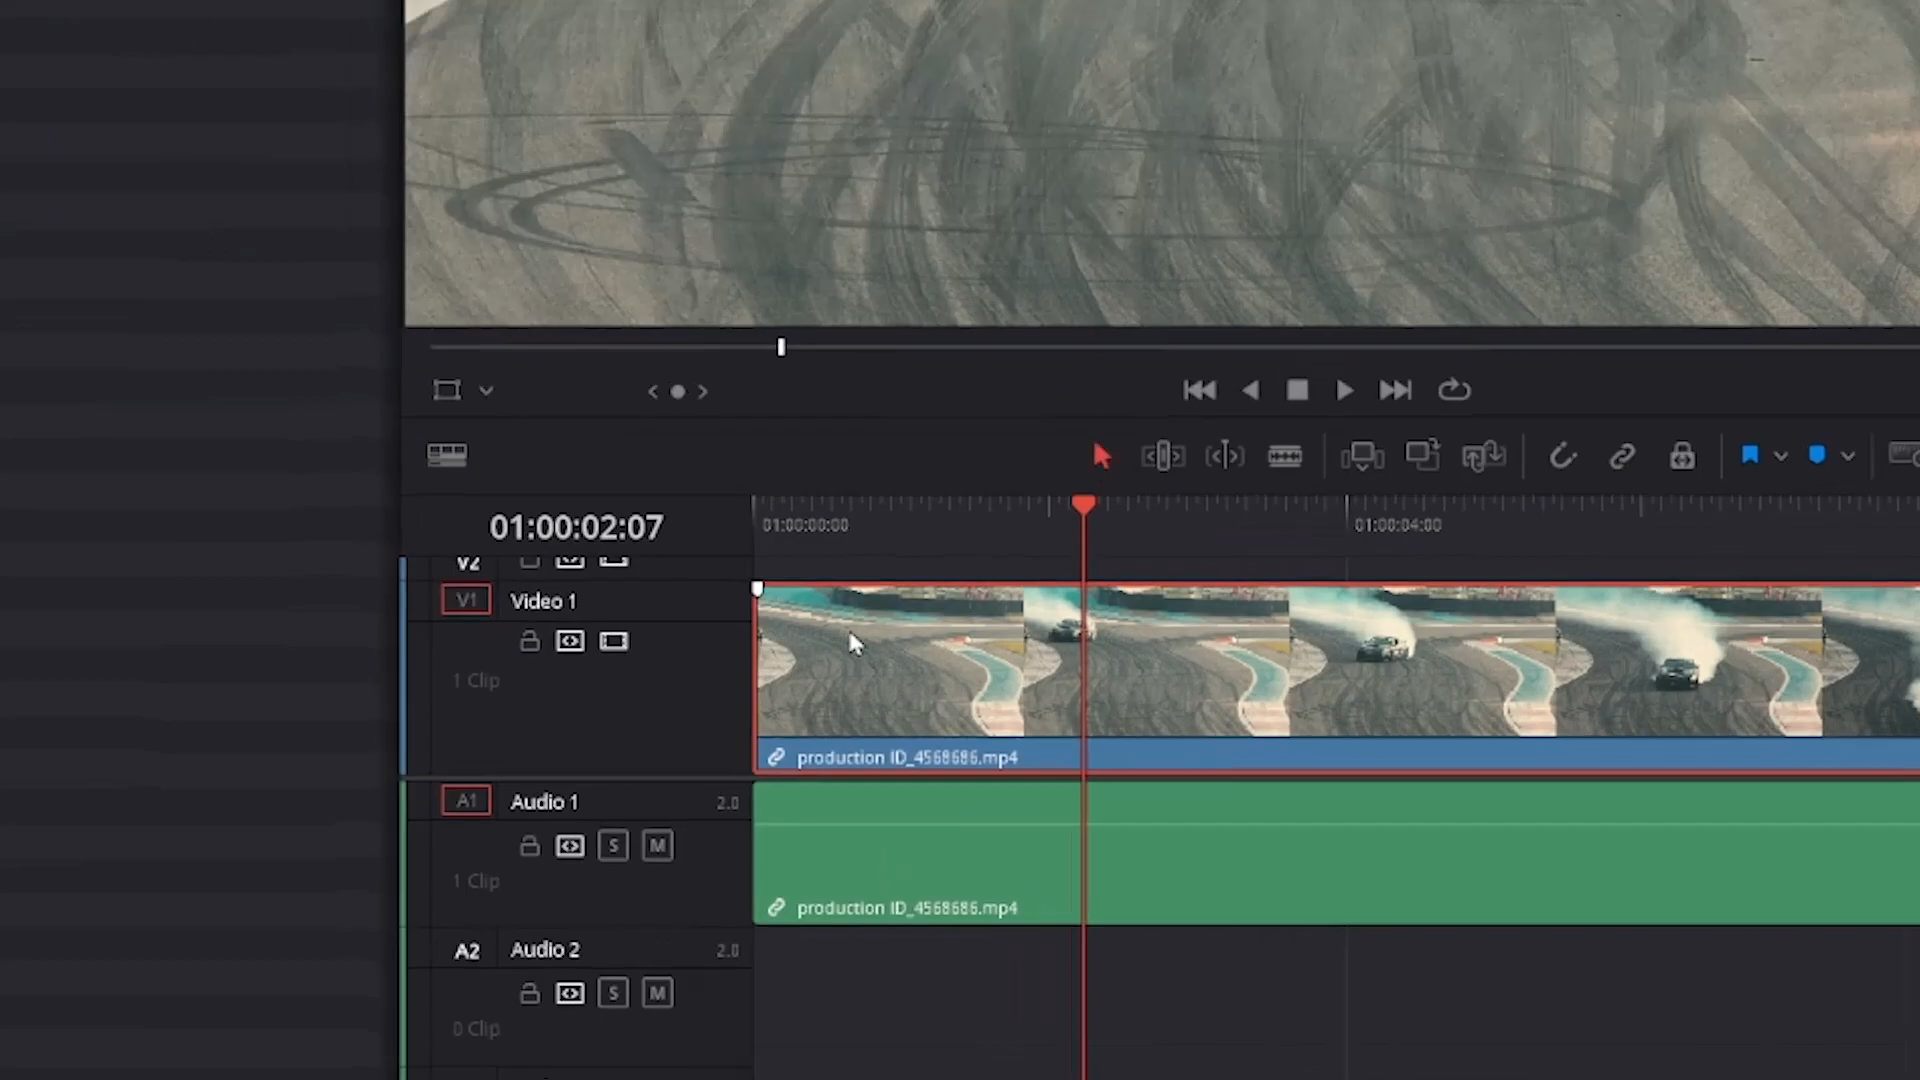 01:00:02:07
01:00:00:00
01:00:04:00
V2
V1 Video 1
1 Clip
production ID_4568686.mp4
A1 Audio 1 2.0
S M
1 Clip
production ID_4568686.mp4
A2 Audio 2 2.0
S M
0 Clip